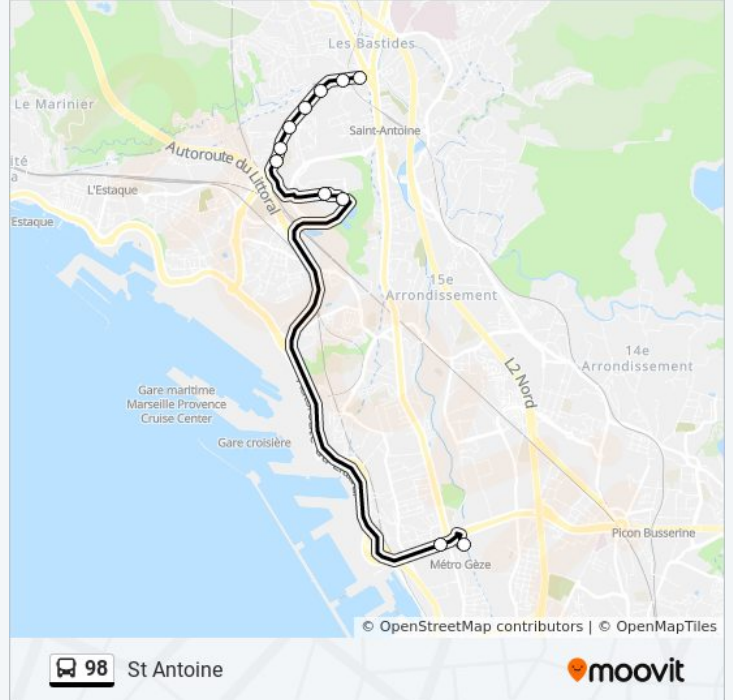 Les Bastides
Le Marinier
Saint-Antoine
Autoroute du Littoral
ité
a
L'Estaque
Estaque
15e
Arrondissement
14e
Arrondissement
L2 Nord
Gare maritime
Marseille Provence
Cruise Center
Gare croisière
Picon Busserine
Métro Gèze
© OpenStreetMap contributors | © OpenMapTiles
98 St Antoine
moovit